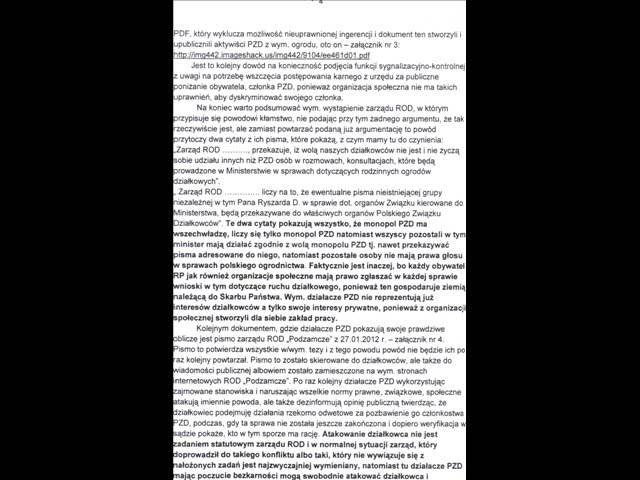 4
PDF, który wyklucza możliwość nieuprawnionej ingerencji i dokument ten stworzyli i
upublicznili aktywiści PZD z wym. ogrodu, oto on – załącznik nr 3:
http://img442.imageshack.us/img442/9104/ee461d01.pdf
Jest to kolejny dowód na konieczność podjęcia funkcji sygnalizacyjno-kontrolnej
z uwagi na potrzebę wszczęcia postępowania karnego z urzędu za publiczne
poniżanie obywatela, członka PZD, ponieważ organizacja społeczna nie ma takich
uprawnień, aby dyskryminować swojego członka.
Na koniec warto podsumować wym. wystąpienie zarządu ROD, w którym
przypisuje się powodowi kłamstwo, nie podając przy tym żadnego argumentu, że tak
rzeczywiście jest, ale zamiast powtarzać podaną już argumentację to powód
przytoczy dwa cytaty z ich pisma, które pokażą, z czym mamy tu do czynienia:
„Zarząd ROD ………., przekazuje, iż wolą naszych działkowców nie jest i nie życzą
sobie udziału innych niż PZD osób w rozmowach, konsultacjach, które będą
prowadzone w Ministerstwie w sprawach dotyczących rodzinnych ogrodów
działkowych”.
„ Zarząd ROD ………….. liczy na to, że ewentualne pisma nieistniejącej grupy
niezależnej w tym Pana Ryszarda D. w sprawie dot. organów Związku kierowane do
Ministerstwa, będą przekazywane do właściwych organów Polskiego Związku
Działkowców”. Te dwa cytaty pokazują wszystko, że monopol PZD ma
wszechwładzę, liczy się tylko monopol PZD natomiast wszyscy pozostali w tym
minister mają działać zgodnie z wolą monopolu PZD tj. nawet przekazywać
pisma adresowane do niego, natomiast pozostałe osoby nie mają prawa głosu
w sprawach polskiego ogrodnictwa. Faktycznie jest inaczej, bo każdy obywatel
RP jak również organizacje społeczne mają prawo zgłaszać w każdej sprawie
wnioski w tym dotyczące ruchu działkowego, ponieważ ten gospodaruje ziemią
należącą do Skarbu Państwa. Wym. działacze PZD nie reprezentują już
interesów działkowców a tylko swoje interesy prywatne, ponieważ z organizacji
społecznej stworzyli dla siebie zakład pracy.
Kolejnym dokumentem, gdzie działacze PZD pokazują swoje prawdziwe
oblicze jest pismo zarządu ROD „Podzamcze” z 27.01.2012 r. – załącznik nr 4.
Pismo to potwierdza wszystkie w/wym. tezy i z tego powodu powód nie będzie ich po
raz kolejny powtarzał. Pismo to zostało skierowane do działkowców, ale także do
wiadomości publicznej albowiem zostało zamieszczone na wym. stronach
internetowych ROD „Podzamcze”. Po raz kolejny działacze PZD wykorzystując
zajmowane stanowiska i naruszając wszelkie normy prawne, związkowe, społeczne
atakują imiennie powoda, ale także dezinformują opinię publiczną twierdząc, że
działkowiec podejmuję działania rzekomo odwetowe za pozbawienie go członkostwa
PZD, podczas, gdy ta sprawa nie została jeszcze zakończona i dopiero weryfikacja w
sądzie pokaże, kto w tym sporze ma rację. Atakowanie działkowca nie jest
zadaniem statutowym zarządu ROD i w normalnej sytuacji zarząd, który
doprowadził do takiego konfliktu albo taki, który nie wywiązuje się z
nałożonych zadań jest najzwyczajniej wymieniany, natomiast tu działacze PZD
mając poczucie bezkarności mogą swobodnie atakować działkowca i